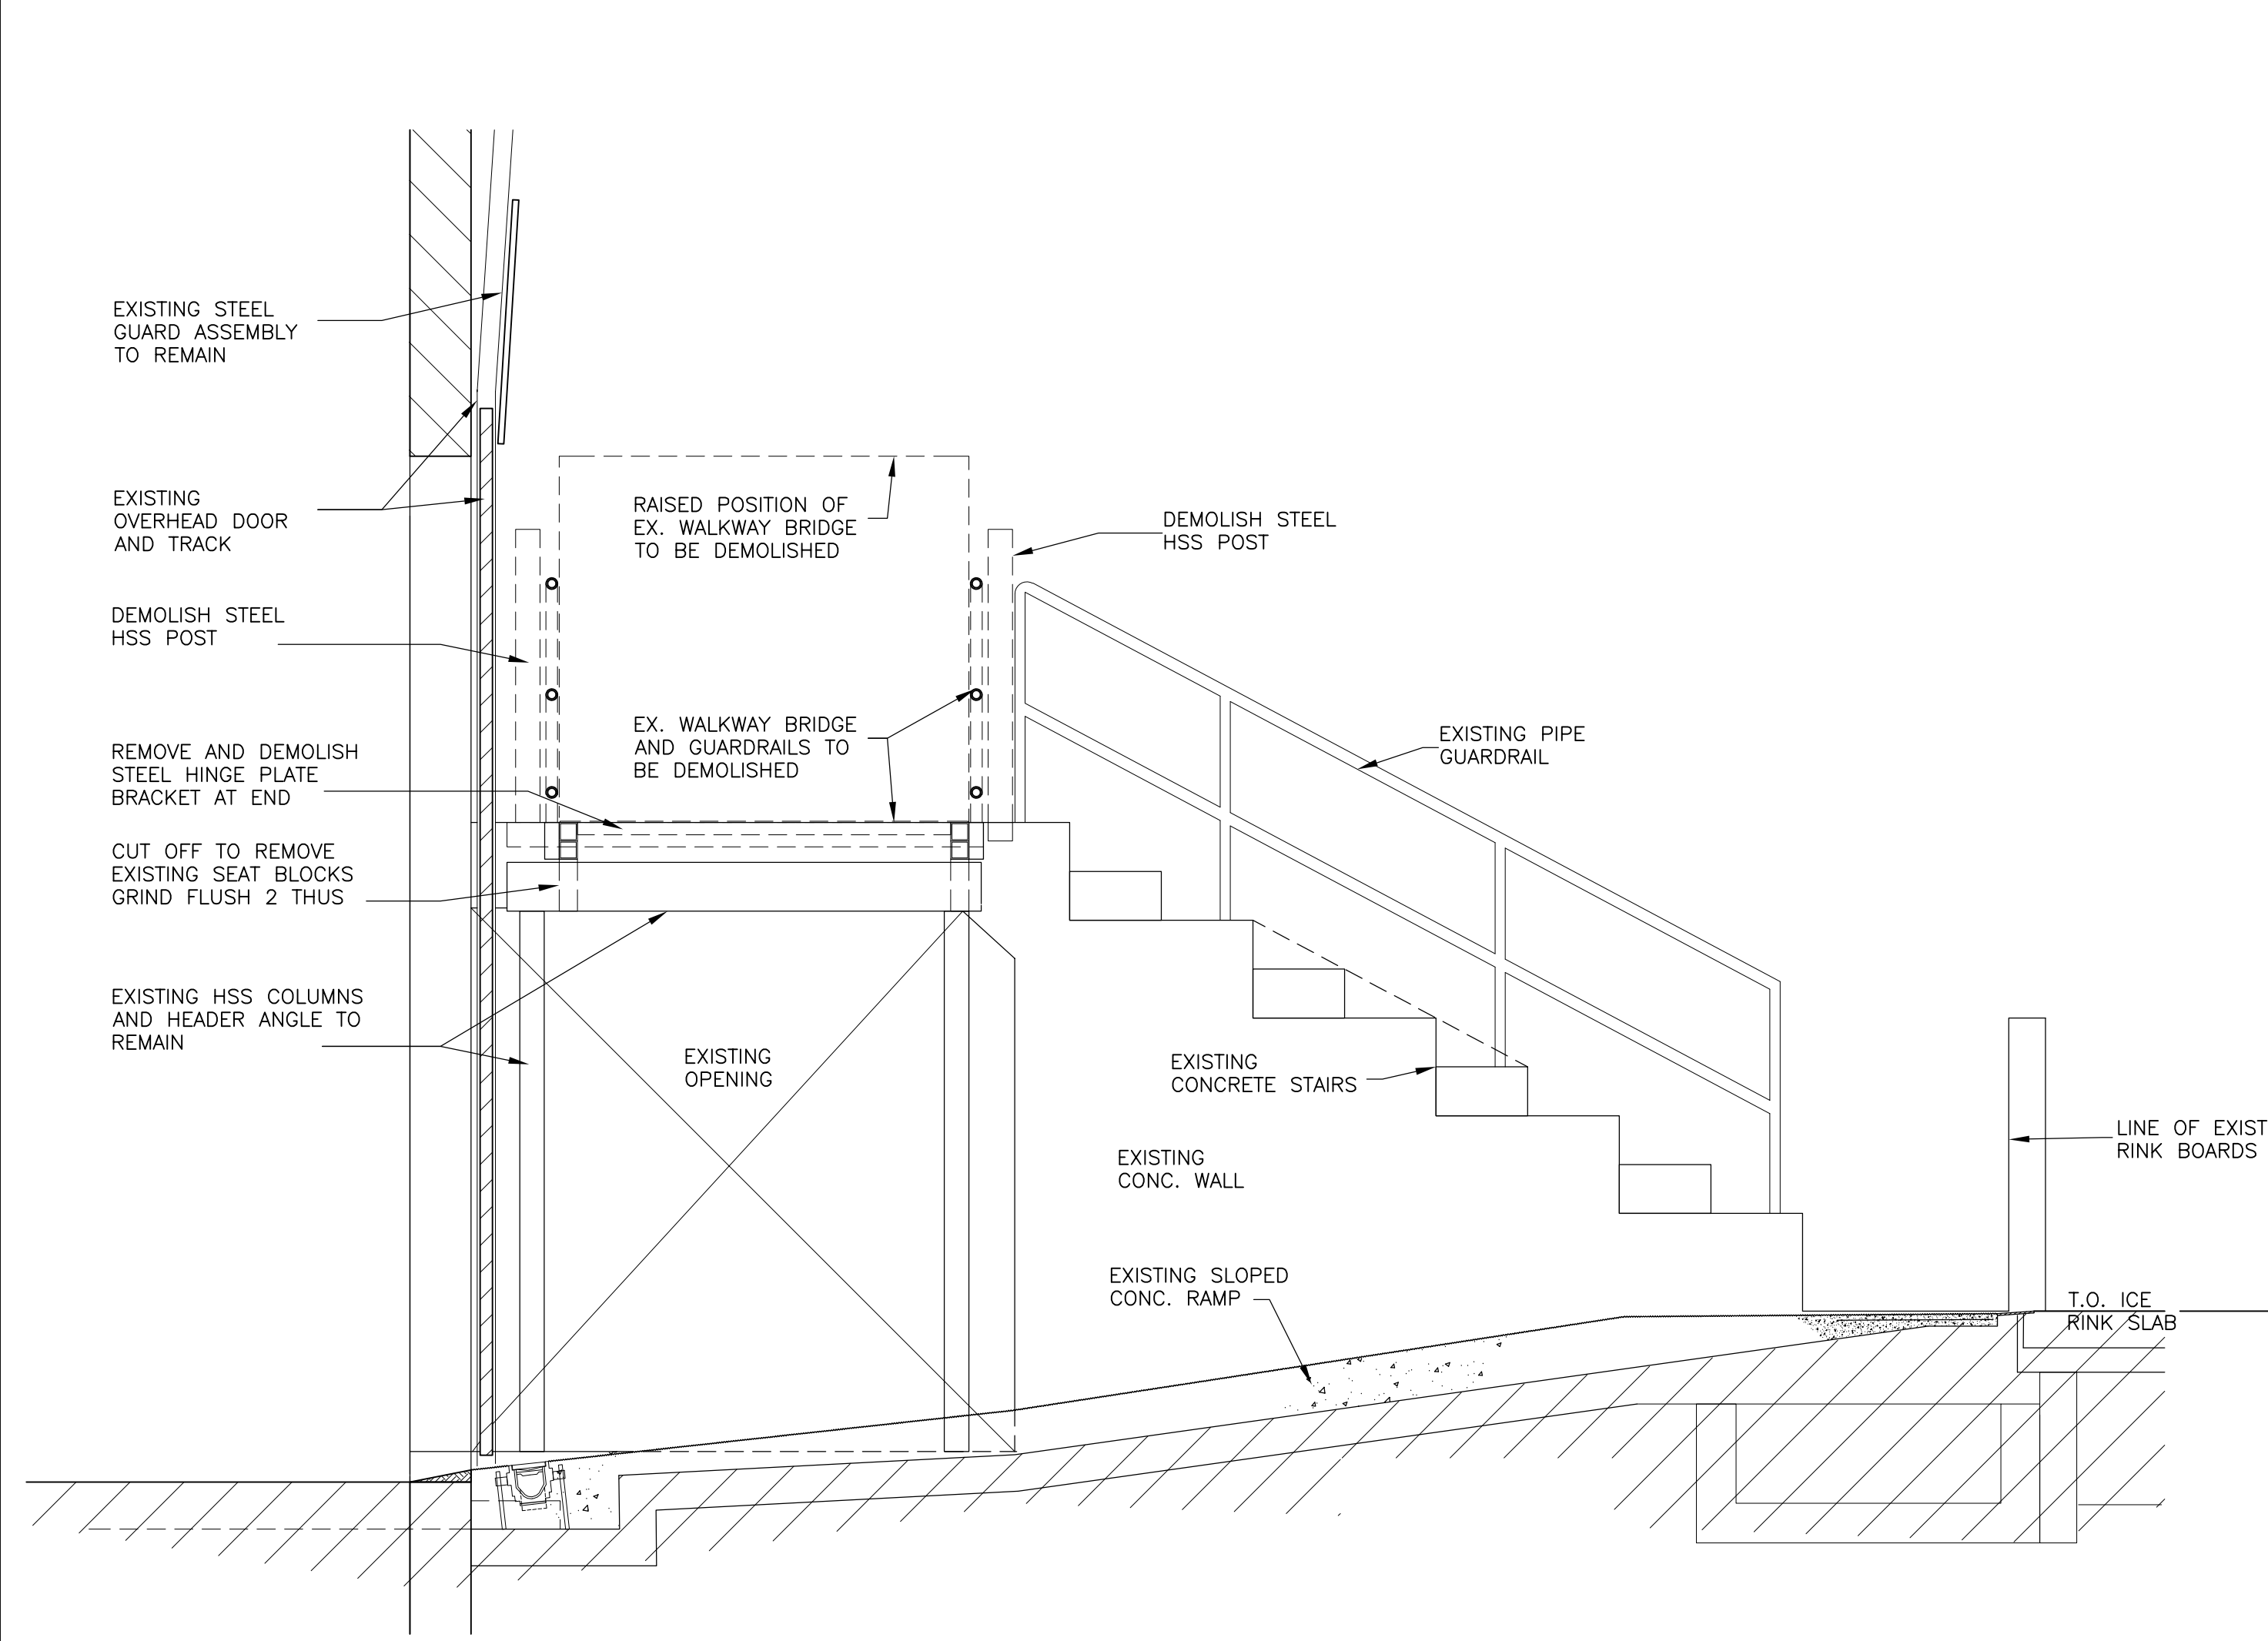 EXISTING STEEL
GUARD ASSEMBLY
TO REMAIN
EXISTING
OVERHEAD DOOR
AND TRACK
DEMOLISH STEEL
HSS POST
REMOVE AND DEMOLISH
STEEL HINGE PLATE
BRACKET AT END
CUT OFF TO REMOVE
EXISTING SEAT BLOCKS
GRIND FLUSH 2 THUS
EXISTING HSS COLUMNS
AND HEADER ANGLE TO
REMAIN
RAISED POSITION OF
EX. WALKWAY BRIDGE
TO BE DEMOLISHED
EX. WALKWAY BRIDGE
AND GUARDRAILS TO
BE DEMOLISHED
EXISTING
OPENING
DEMOLISH STEEL
HSS POST
EXISTING PIPE
GUARDRAIL
EXISTING
CONCRETE STAIRS
EXISTING
CONC. WALL
EXISTING SLOPED
CONC. RAMP
LINE OF EXIST
RINK BOARDS
T.O. ICE
RINK SLAB